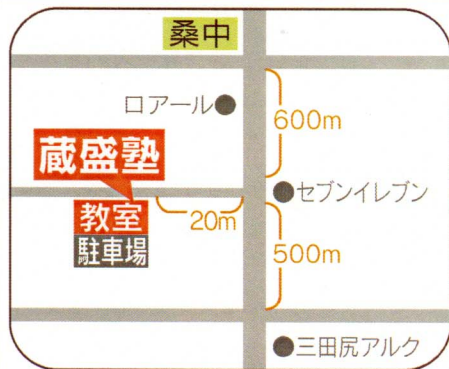 桑中
ロアール●
600m
蔵盛塾
●セブンイレブン
教室
20m
駐車場
500m
●三田尻アルク